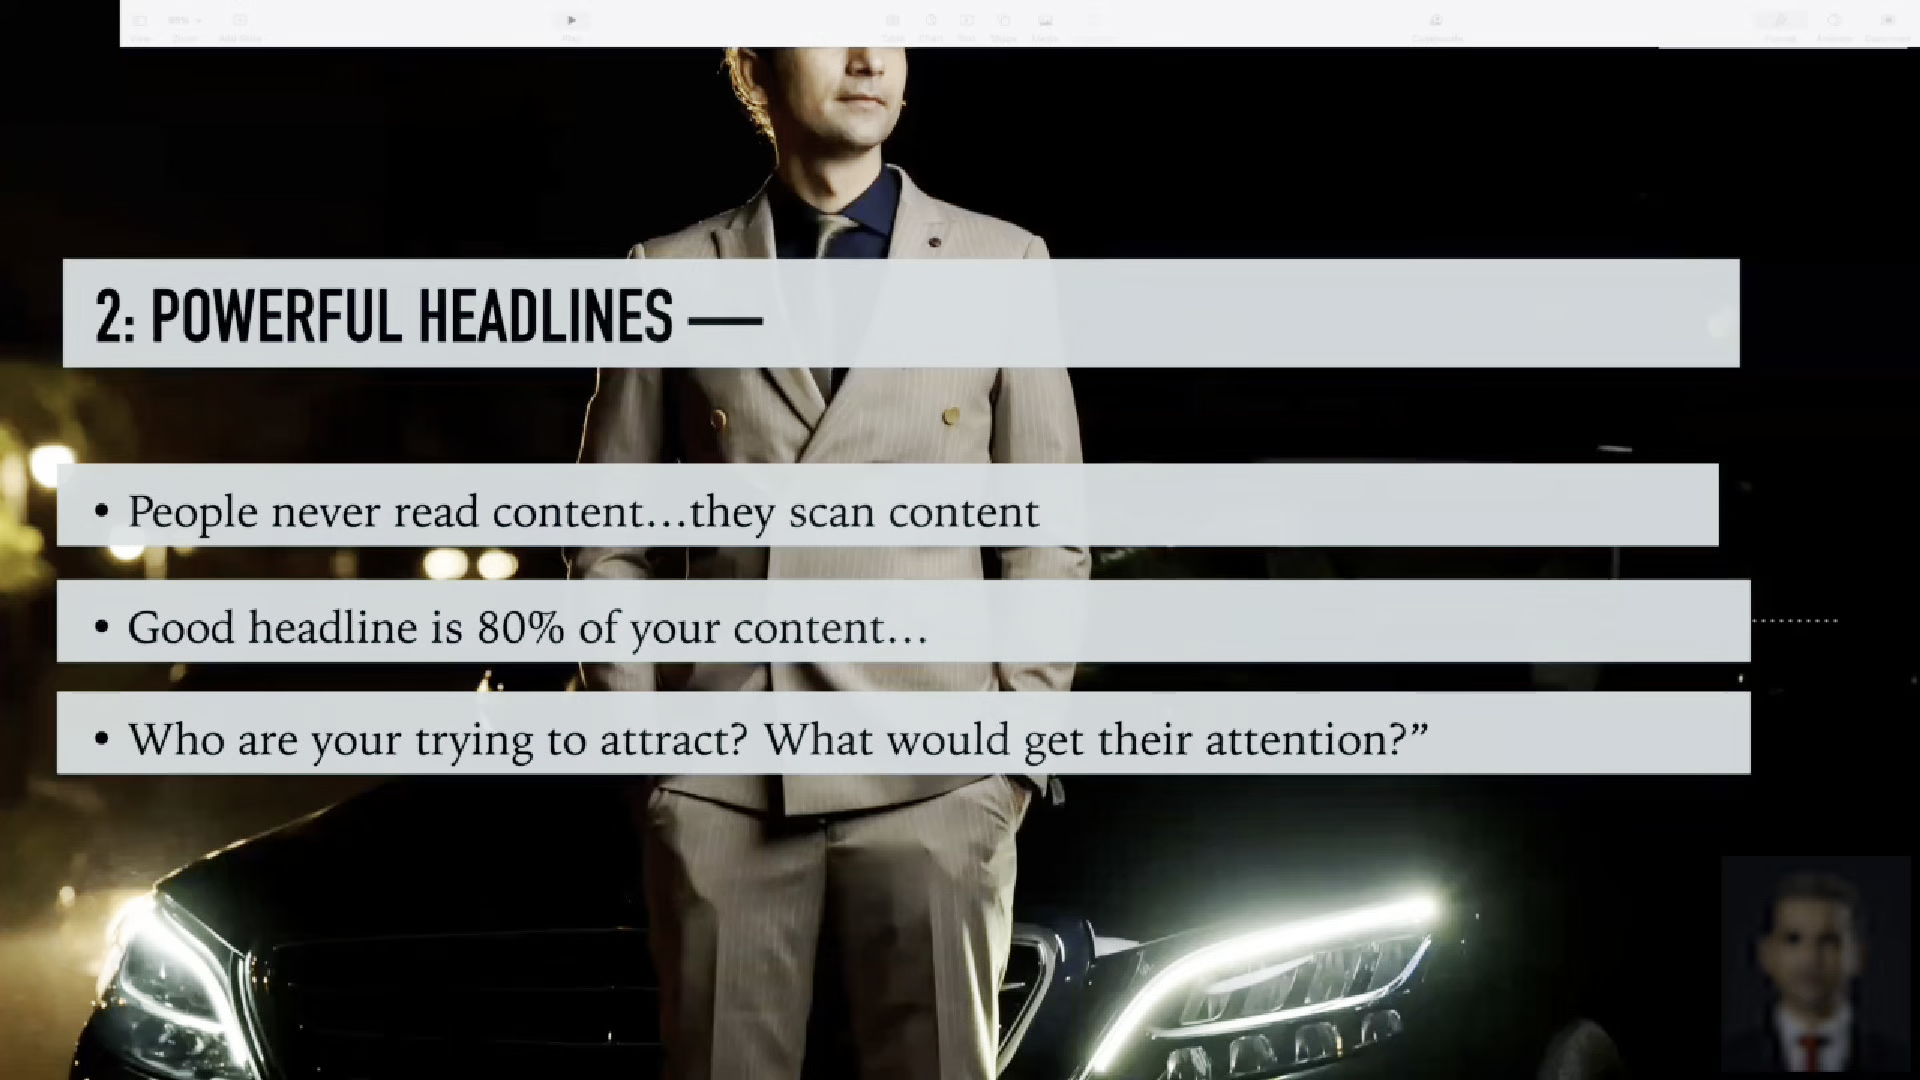 2: POWERFUL HEADLINES —
• People never read content…they scan content
• Good headline is 80% of your content…
• Who are your trying to attract? What would get their attention?”